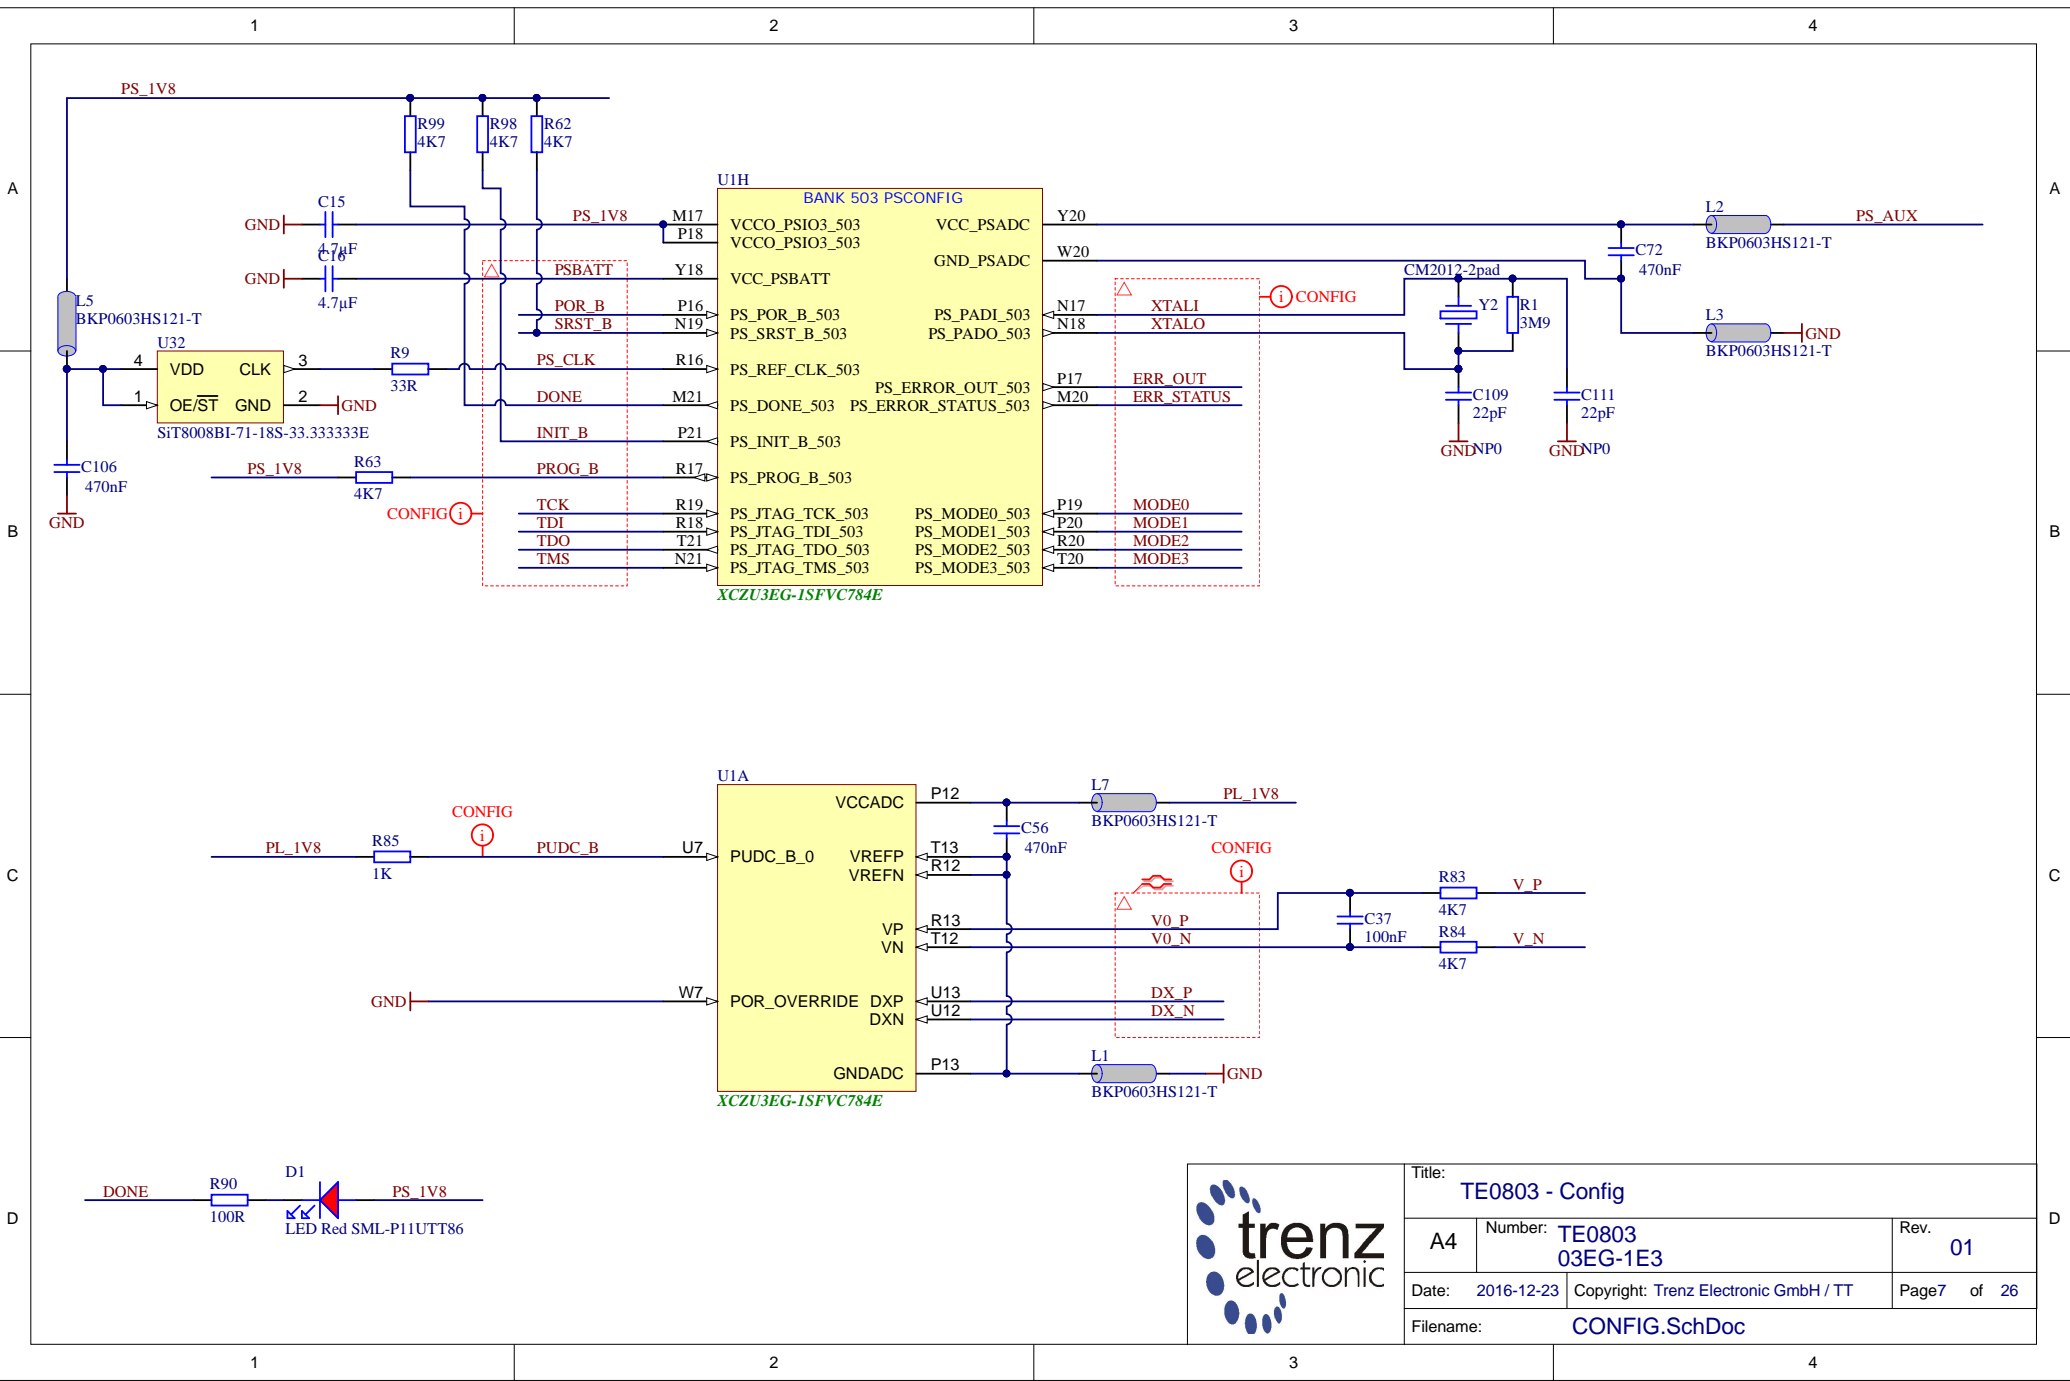 1 2 3 4
A
B
C
D
A
B
C
D
PS_1V8
R99
4K7
R98
4K7
R62
4K7
C15
4.7µF
GND
C16
4.7µF
GND
PS_1V8
PSBATT
POR_B
SRST_B
PS_CLK
DONE
INIT_B
PROG_B
TCK
TDI
TDO
TMS
CONFIG i
L5
BKP0603HS121-T
U32
4 VDD CLK 3
1 OE/ST GND 2 GND
SiT8008BI-71-18S-33.333333E
R9
33R
C106
470nF
GND
PS_1V8
R63
4K7
U1H
BANK 503 PSCONFIG
M17 VCCO_PSIO3_503
P18 VCCO_PSIO3_503
Y18 VCC_PSBATT
P16 PS_POR_B_503
N19 PS_SRST_B_503
R16 PS_REF_CLK_503
M21 PS_DONE_503
P21 PS_INIT_B_503
R17 PS_PROG_B_503
R19 PS_JTAG_TCK_503
R18 PS_JTAG_TDI_503
T21 PS_JTAG_TDO_503
N21 PS_JTAG_TMS_503
VCC_PSADC Y20
GND_PSADC W20
PS_PADI_503 N17 XTALI
PS_PADO_503 N18 XTALO
PS_ERROR_OUT_503 P17 ERR_OUT
PS_ERROR_STATUS_503 M20 ERR_STATUS
PS_MODE0_503 P19 MODE0
PS_MODE1_503 P20 MODE1
PS_MODE2_503 R20 MODE2
PS_MODE3_503 T20 MODE3
XCZU3EG-1SFVC784E
i CONFIG
CM2012-2pad
Y2
R1
3M9
C109
22pF
GND NP0
C111
22pF
GND NP0
C72
470nF
L2
BKP0603HS121-T
PS_AUX
L3
BKP0603HS121-T
GND
U1A
PL_1V8
R85
1K
CONFIG
i
PUDC_B
U7 PUDC_B_0
GND
W7 POR_OVERRIDE
VCCADC P12
VREFP T13
VREFN R12
VP R13
VN T12
DXP U13
DXN U12
GNDADC P13
XCZU3EG-1SFVC784E
L7
BKP0603HS121-T
PL_1V8
C56
470nF
CONFIG
i
V0_P
V0_N
DX_P
DX_N
C37
100nF
R83
4K7
V_P
R84
4K7
V_N
L1
BKP0603HS121-T
GND
DONE
R90
100R
D1
LED Red SML-P11UTT86
PS_1V8
trenz
electronic
Title:
TE0803 - Config
A4
Number: TE0803
03EG-1E3
Rev.
01
Date: 2016-12-23
Copyright: Trenz Electronic GmbH / TT
Page7 of 26
Filename: CONFIG.SchDoc
1 2 3 4